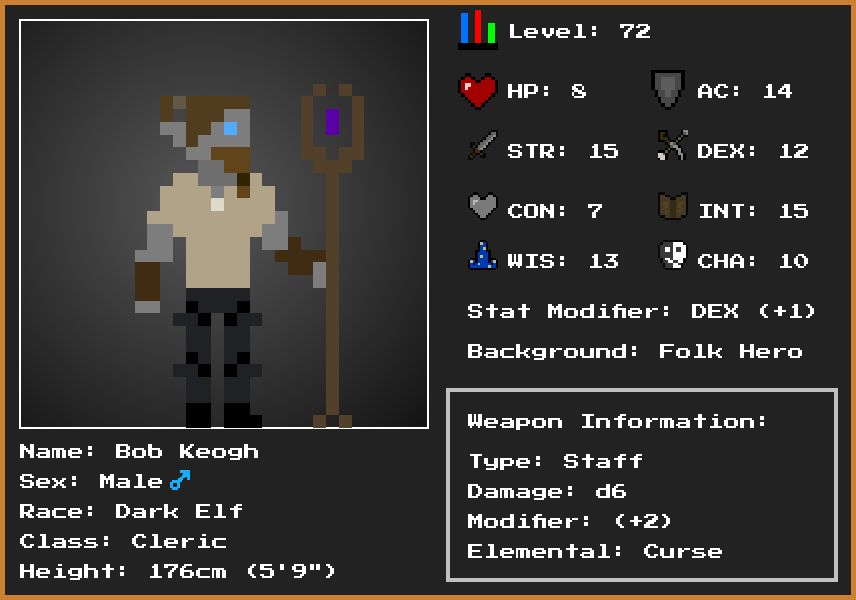 Level: 72
HP: 8 AC: 14
STR: 15 DEX: 12
CON: 7 INT: 15
WIS: 13 CHA: 10
Stat Modifier: DEX (+1)
Background: Folk Hero
Weapon Information:
Type: Staff
Damage: d6
Modifier: (+2)
Elemental: Curse
Name: Bob Keogh
Sex: Male ♂
Race: Dark Elf
Class: Cleric
Height: 176cm (5'9")